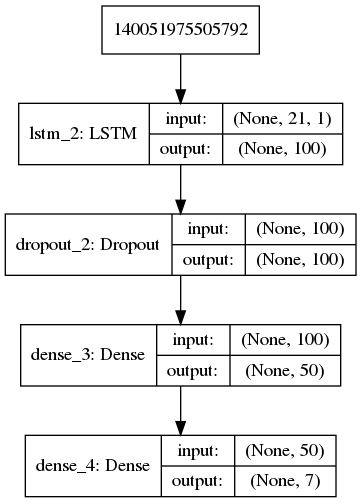 140051975505792
lstm_2: LSTM
input: (None, 21, 1)
output: (None, 100)
dropout_2: Dropout
input: (None, 100)
output: (None, 100)
dense_3: Dense
input: (None, 100)
output: (None, 50)
dense_4: Dense
input: (None, 50)
output: (None, 7)